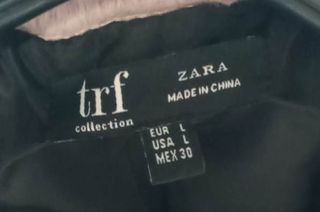 trf
collection
ZARA
MADE IN CHINA
EUR L
USA L
MEX 30